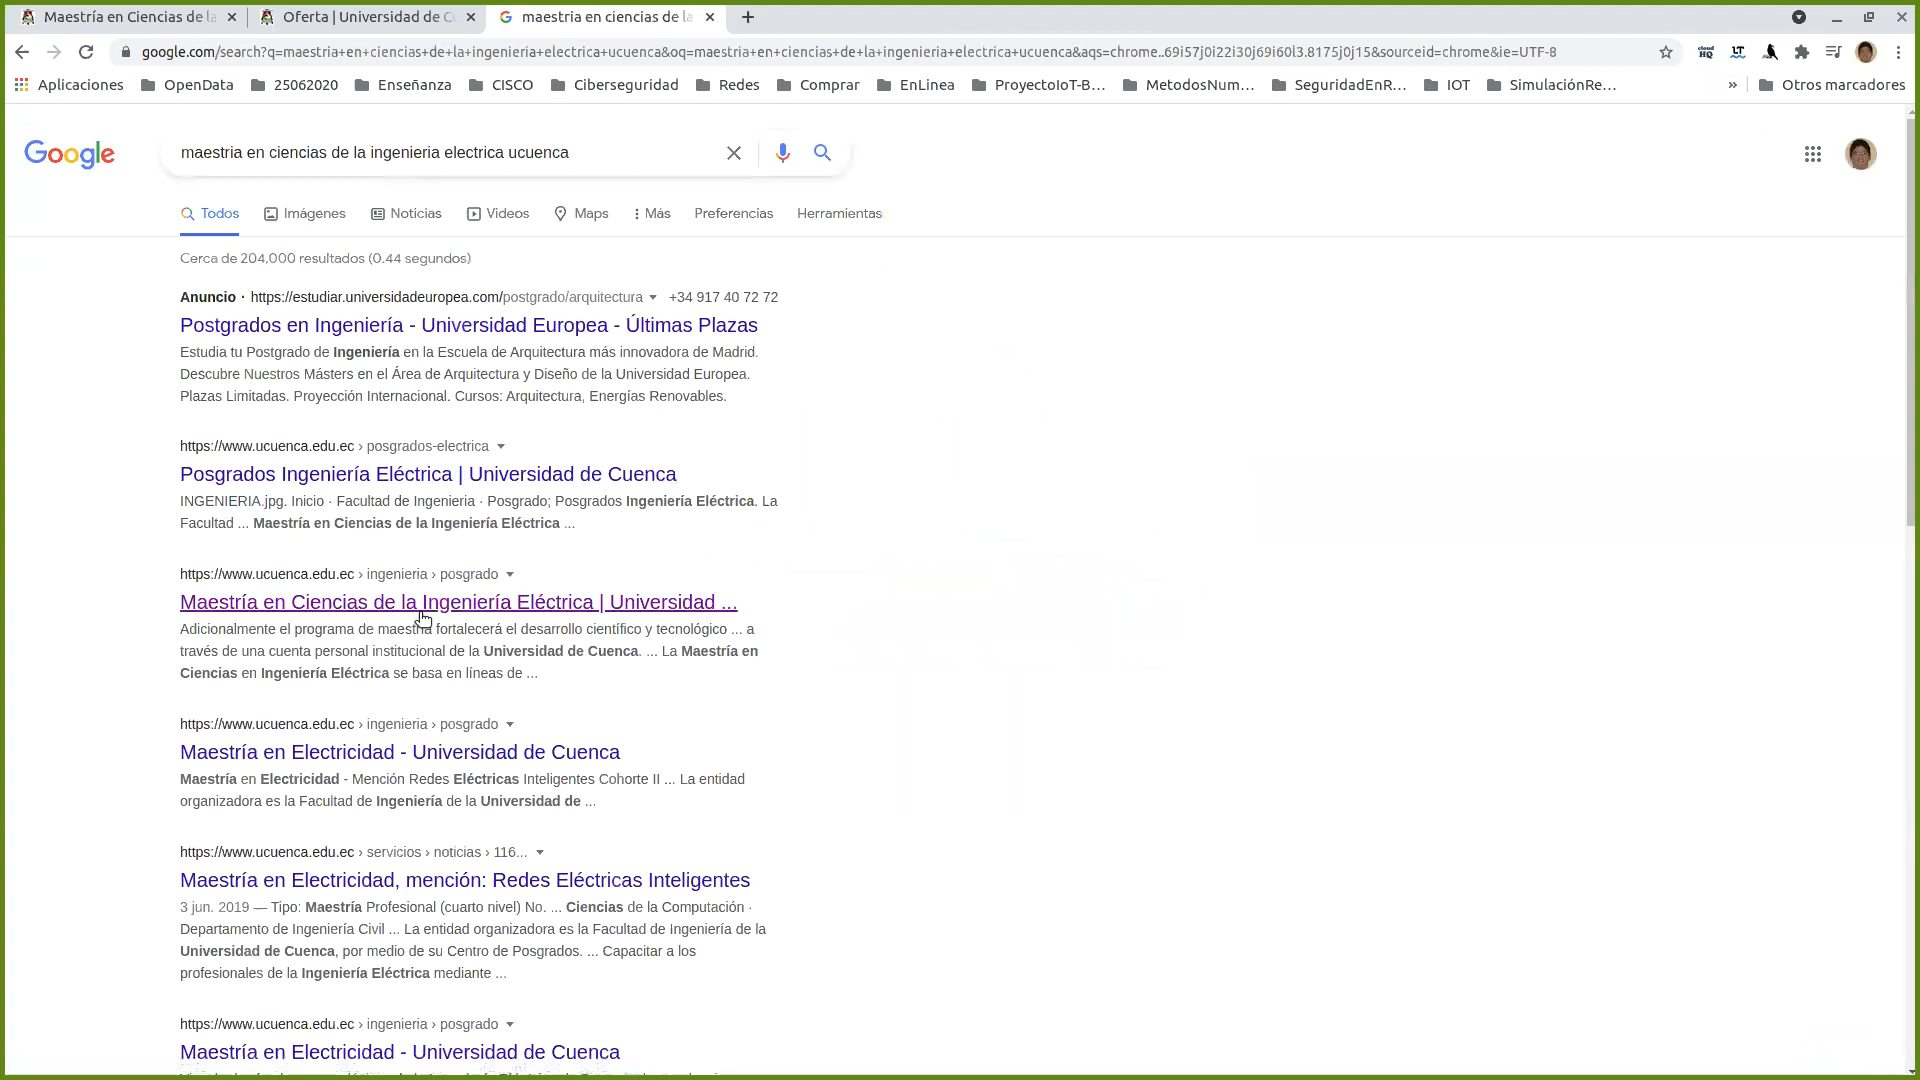 Maestría en Ciencias de la
Oferta | Universidad de Cu
maestria en ciencias de la
google.com/search?q=maestria+en+ciencias+de+la+ingenieria+electrica+ucuenca&oq=maestria+en+ciencias+de+la+ingenieria+electrica+ucuenca&aqs=chrome..69i57j0i22i30j69i60l3.8175j0j15&sourceid=chrome&ie=UTF-8
Aplicaciones OpenData 25062020 Enseñanza CISCO Ciberseguridad Redes Comprar EnLinea ProyectoIoT-B... MetodosNum... SeguridadEnR... IOT SimulaciónRe... » Otros marcadores
Google
maestria en ciencias de la ingenieria electrica ucuenca
Todos Imágenes Noticias Videos Maps Más Preferencias Herramientas
Cerca de 204,000 resultados (0.44 segundos)
Anuncio · https://estudiar.universidadeuropea.com/postgrado/arquitectura +34 917 40 72 72
Postgrados en Ingeniería - Universidad Europea - Últimas Plazas
Estudia tu Postgrado de Ingeniería en la Escuela de Arquitectura más innovadora de Madrid.
Descubre Nuestros Másters en el Área de Arquitectura y Diseño de la Universidad Europea.
Plazas Limitadas. Proyección Internacional. Cursos: Arquitectura, Energías Renovables.
https://www.ucuenca.edu.ec › posgrados-electrica
Posgrados Ingeniería Eléctrica | Universidad de Cuenca
INGENIERIA.jpg. Inicio · Facultad de Ingenieria · Posgrado; Posgrados Ingeniería Eléctrica. La
Facultad ... Maestría en Ciencias de la Ingeniería Eléctrica ...
https://www.ucuenca.edu.ec › ingenieria › posgrado
Maestría en Ciencias de la Ingeniería Eléctrica | Universidad ...
Adicionalmente el programa de maestría fortalecerá el desarrollo científico y tecnológico ... a
través de una cuenta personal institucional de la Universidad de Cuenca. ... La Maestría en
Ciencias en Ingeniería Eléctrica se basa en líneas de ...
https://www.ucuenca.edu.ec › ingenieria › posgrado
Maestría en Electricidad - Universidad de Cuenca
Maestría en Electricidad - Mención Redes Eléctricas Inteligentes Cohorte II ... La entidad
organizadora es la Facultad de Ingeniería de la Universidad de ...
https://www.ucuenca.edu.ec › servicios › noticias › 116...
Maestría en Electricidad, mención: Redes Eléctricas Inteligentes
3 jun. 2019 — Tipo: Maestría Profesional (cuarto nivel) No. ... Ciencias de la Computación ·
Departamento de Ingeniería Civil ... La entidad organizadora es la Facultad de Ingeniería de la
Universidad de Cuenca, por medio de su Centro de Posgrados. ... Capacitar a los
profesionales de la Ingeniería Eléctrica mediante ...
https://www.ucuenca.edu.ec › ingenieria › posgrado
Maestría en Electricidad - Universidad de Cuenca